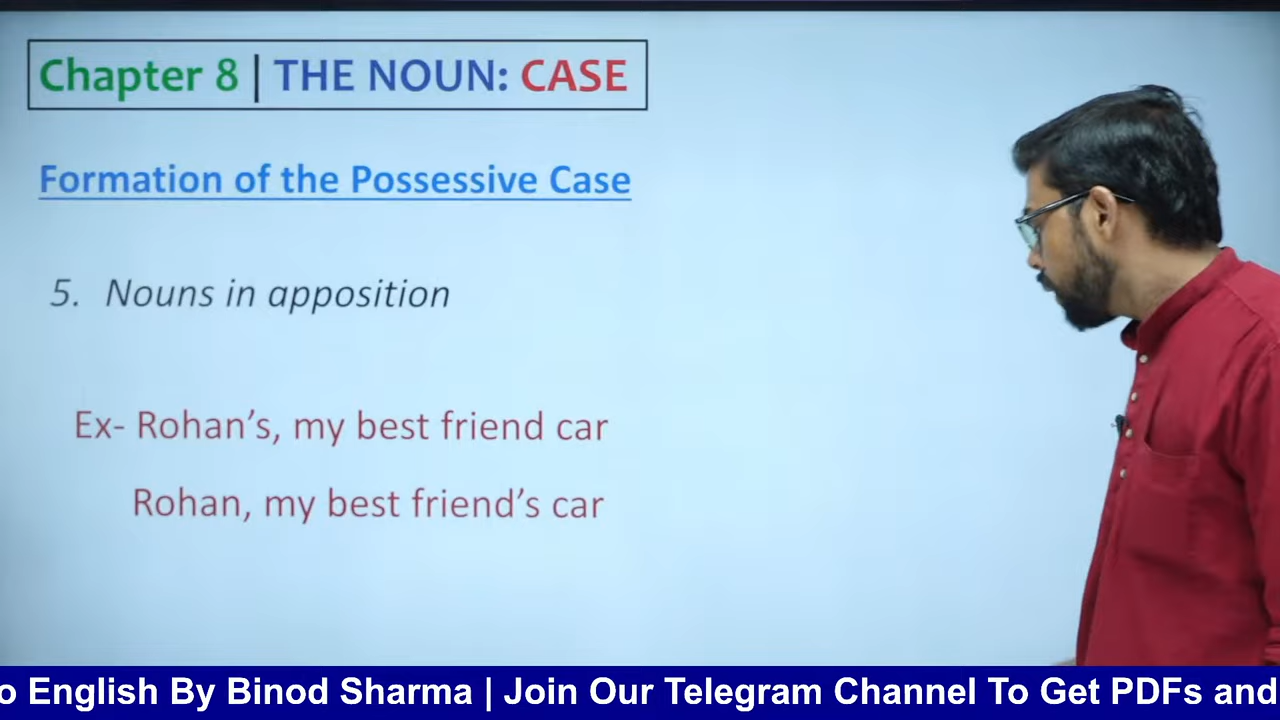 Chapter 8 | THE NOUN: CASE
Formation of the Possessive Case
5. Nouns in apposition
Ex- Rohan’s, my best friend car
Rohan, my best friend’s car
o English By Binod Sharma | Join Our Telegram Channel To Get PDFs and